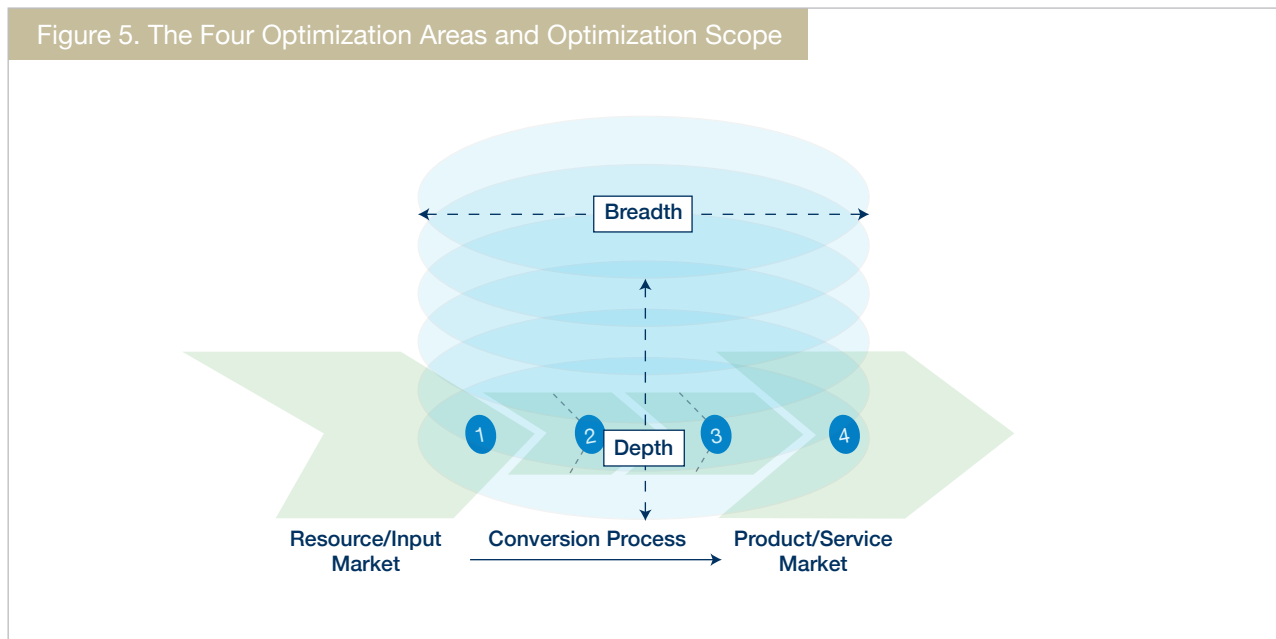 Figure 5. The Four Optimization Areas and Optimization Scope
Breadth
1
2
3
4
Depth
Resource/Input
Market
Conversion Process
Product/Service
Market